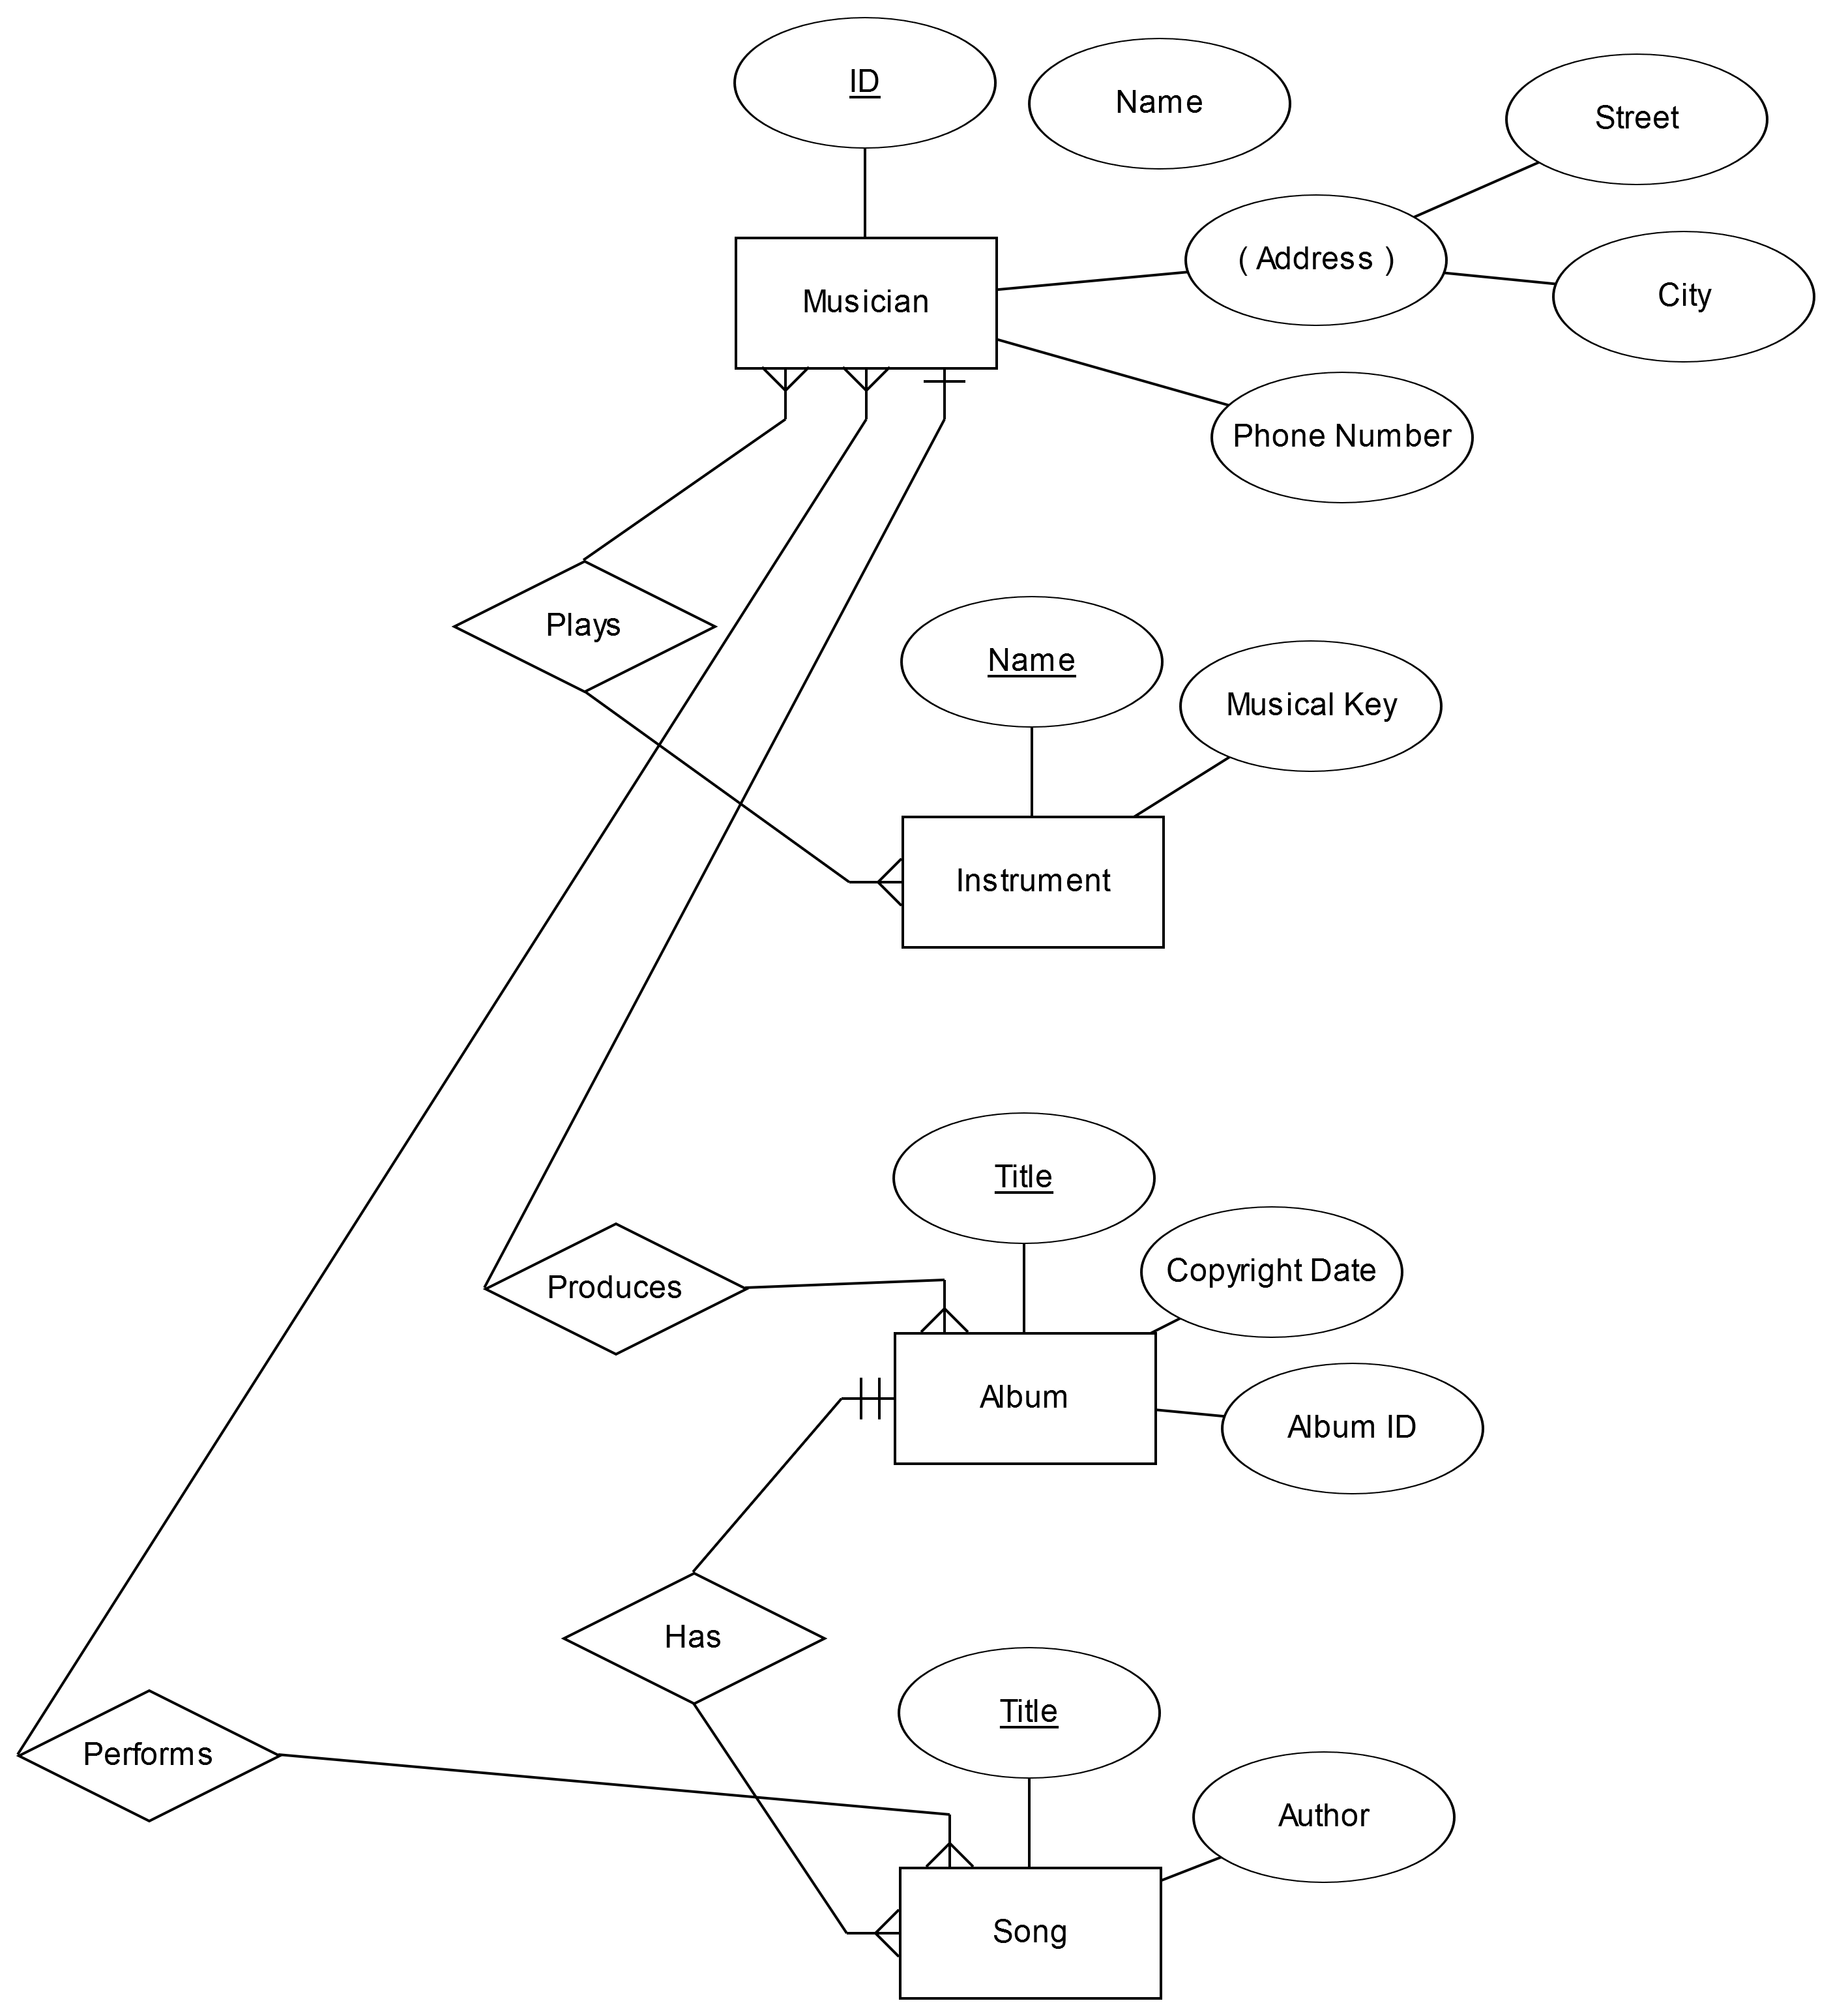 ID
Name
Street
( Address )
City
Musician
Phone Number
Plays
Name
Musical Key
Instrument
Title
Copyright Date
Produces
Album
Album ID
Has
Title
Performs
Author
Song